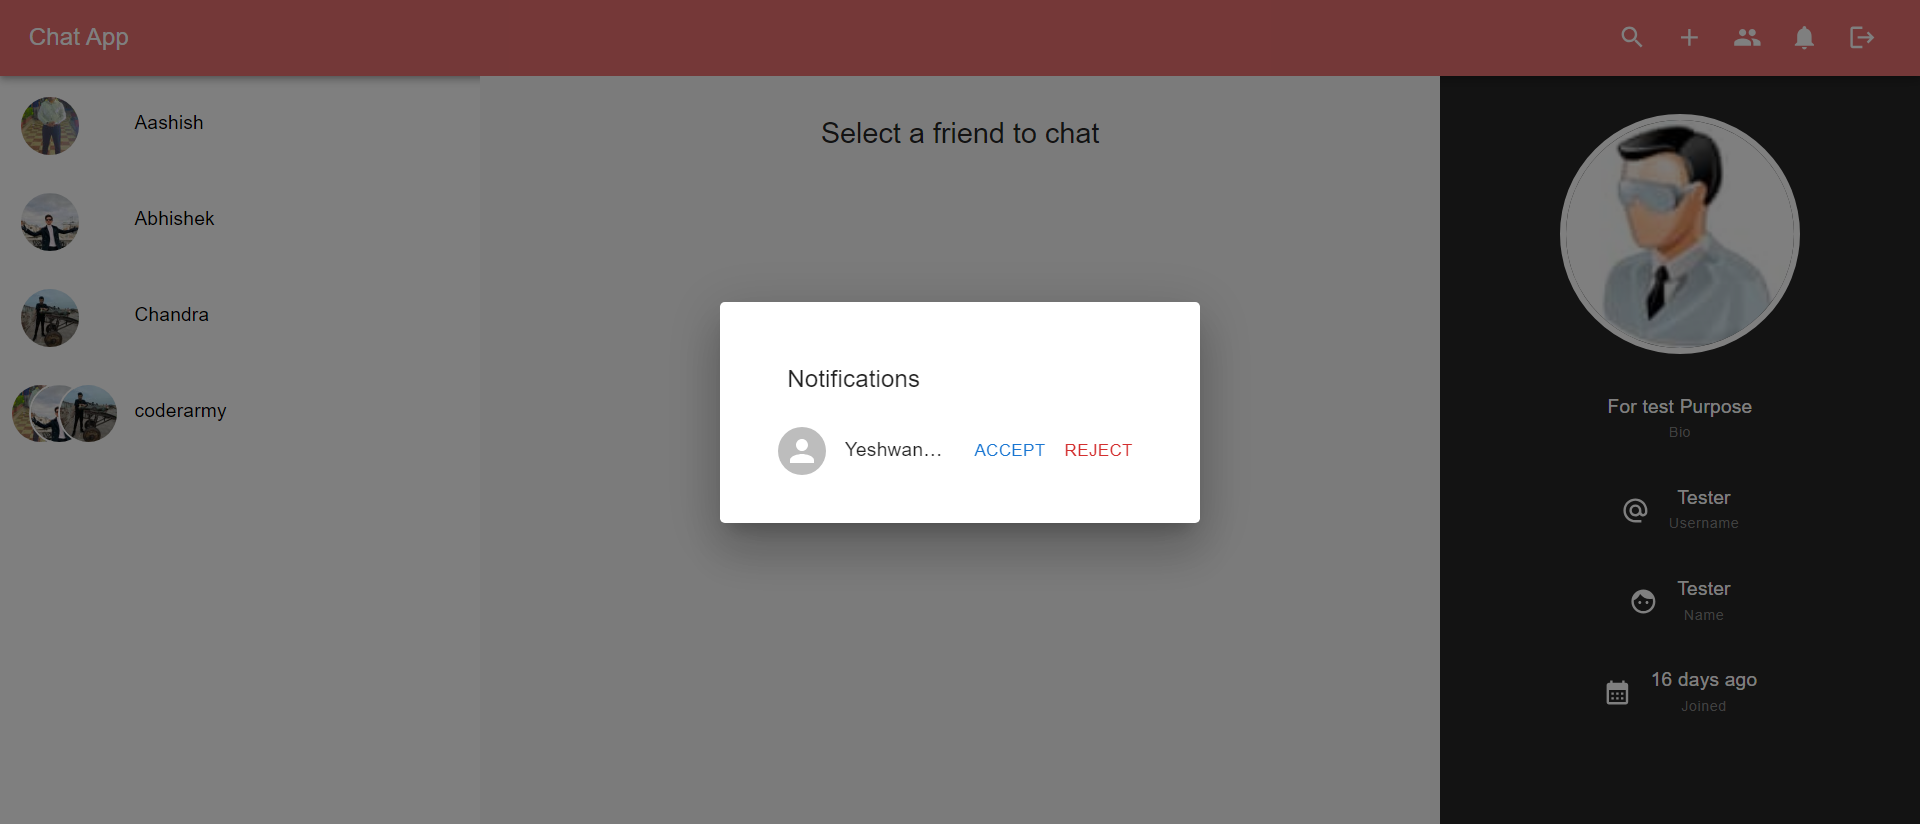 Chat App
Aashish
Abhishek
Chandra
coderarmy
Select a friend to chat
Notifications
Yeshwan... ACCEPT REJECT
For test Purpose
Bio
Tester
Username
Tester
Name
16 days ago
Joined